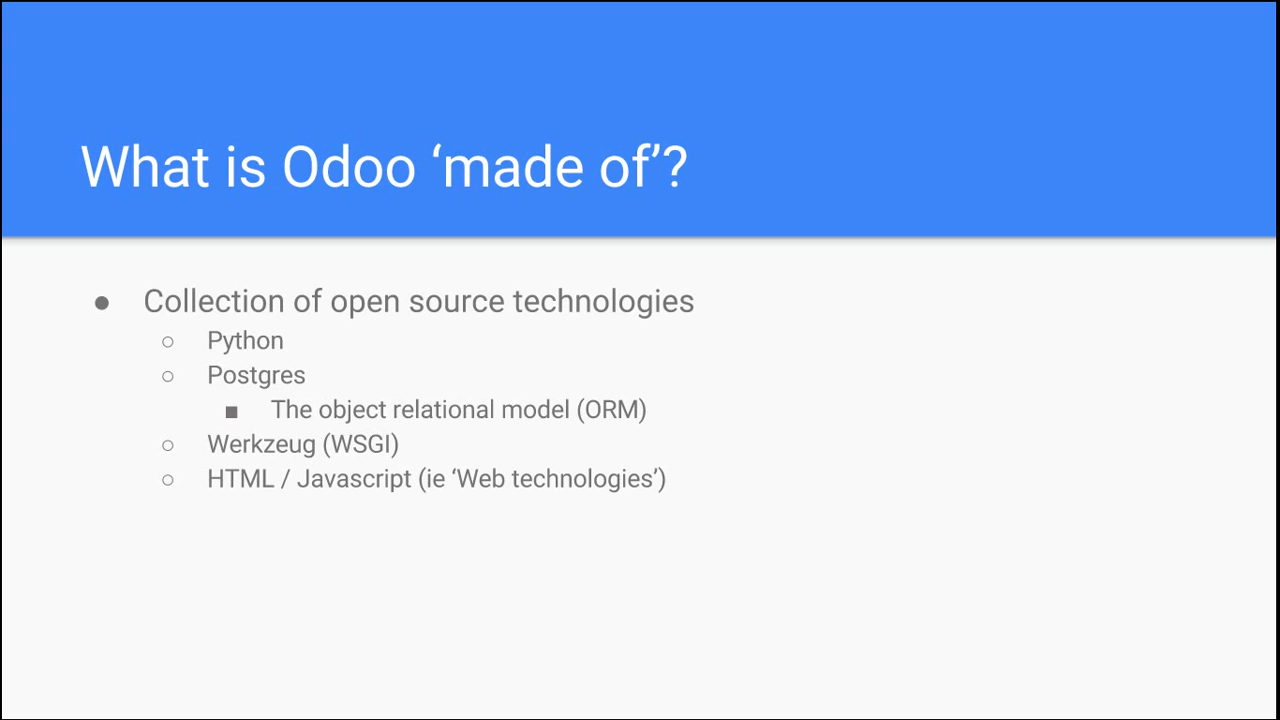 What is Odoo ‘made of’?
● Collection of open source technologies
○ Python
○ Postgres
■ The object relational model (ORM)
○ Werkzeug (WSGI)
○ HTML / Javascript (ie ‘Web technologies’)